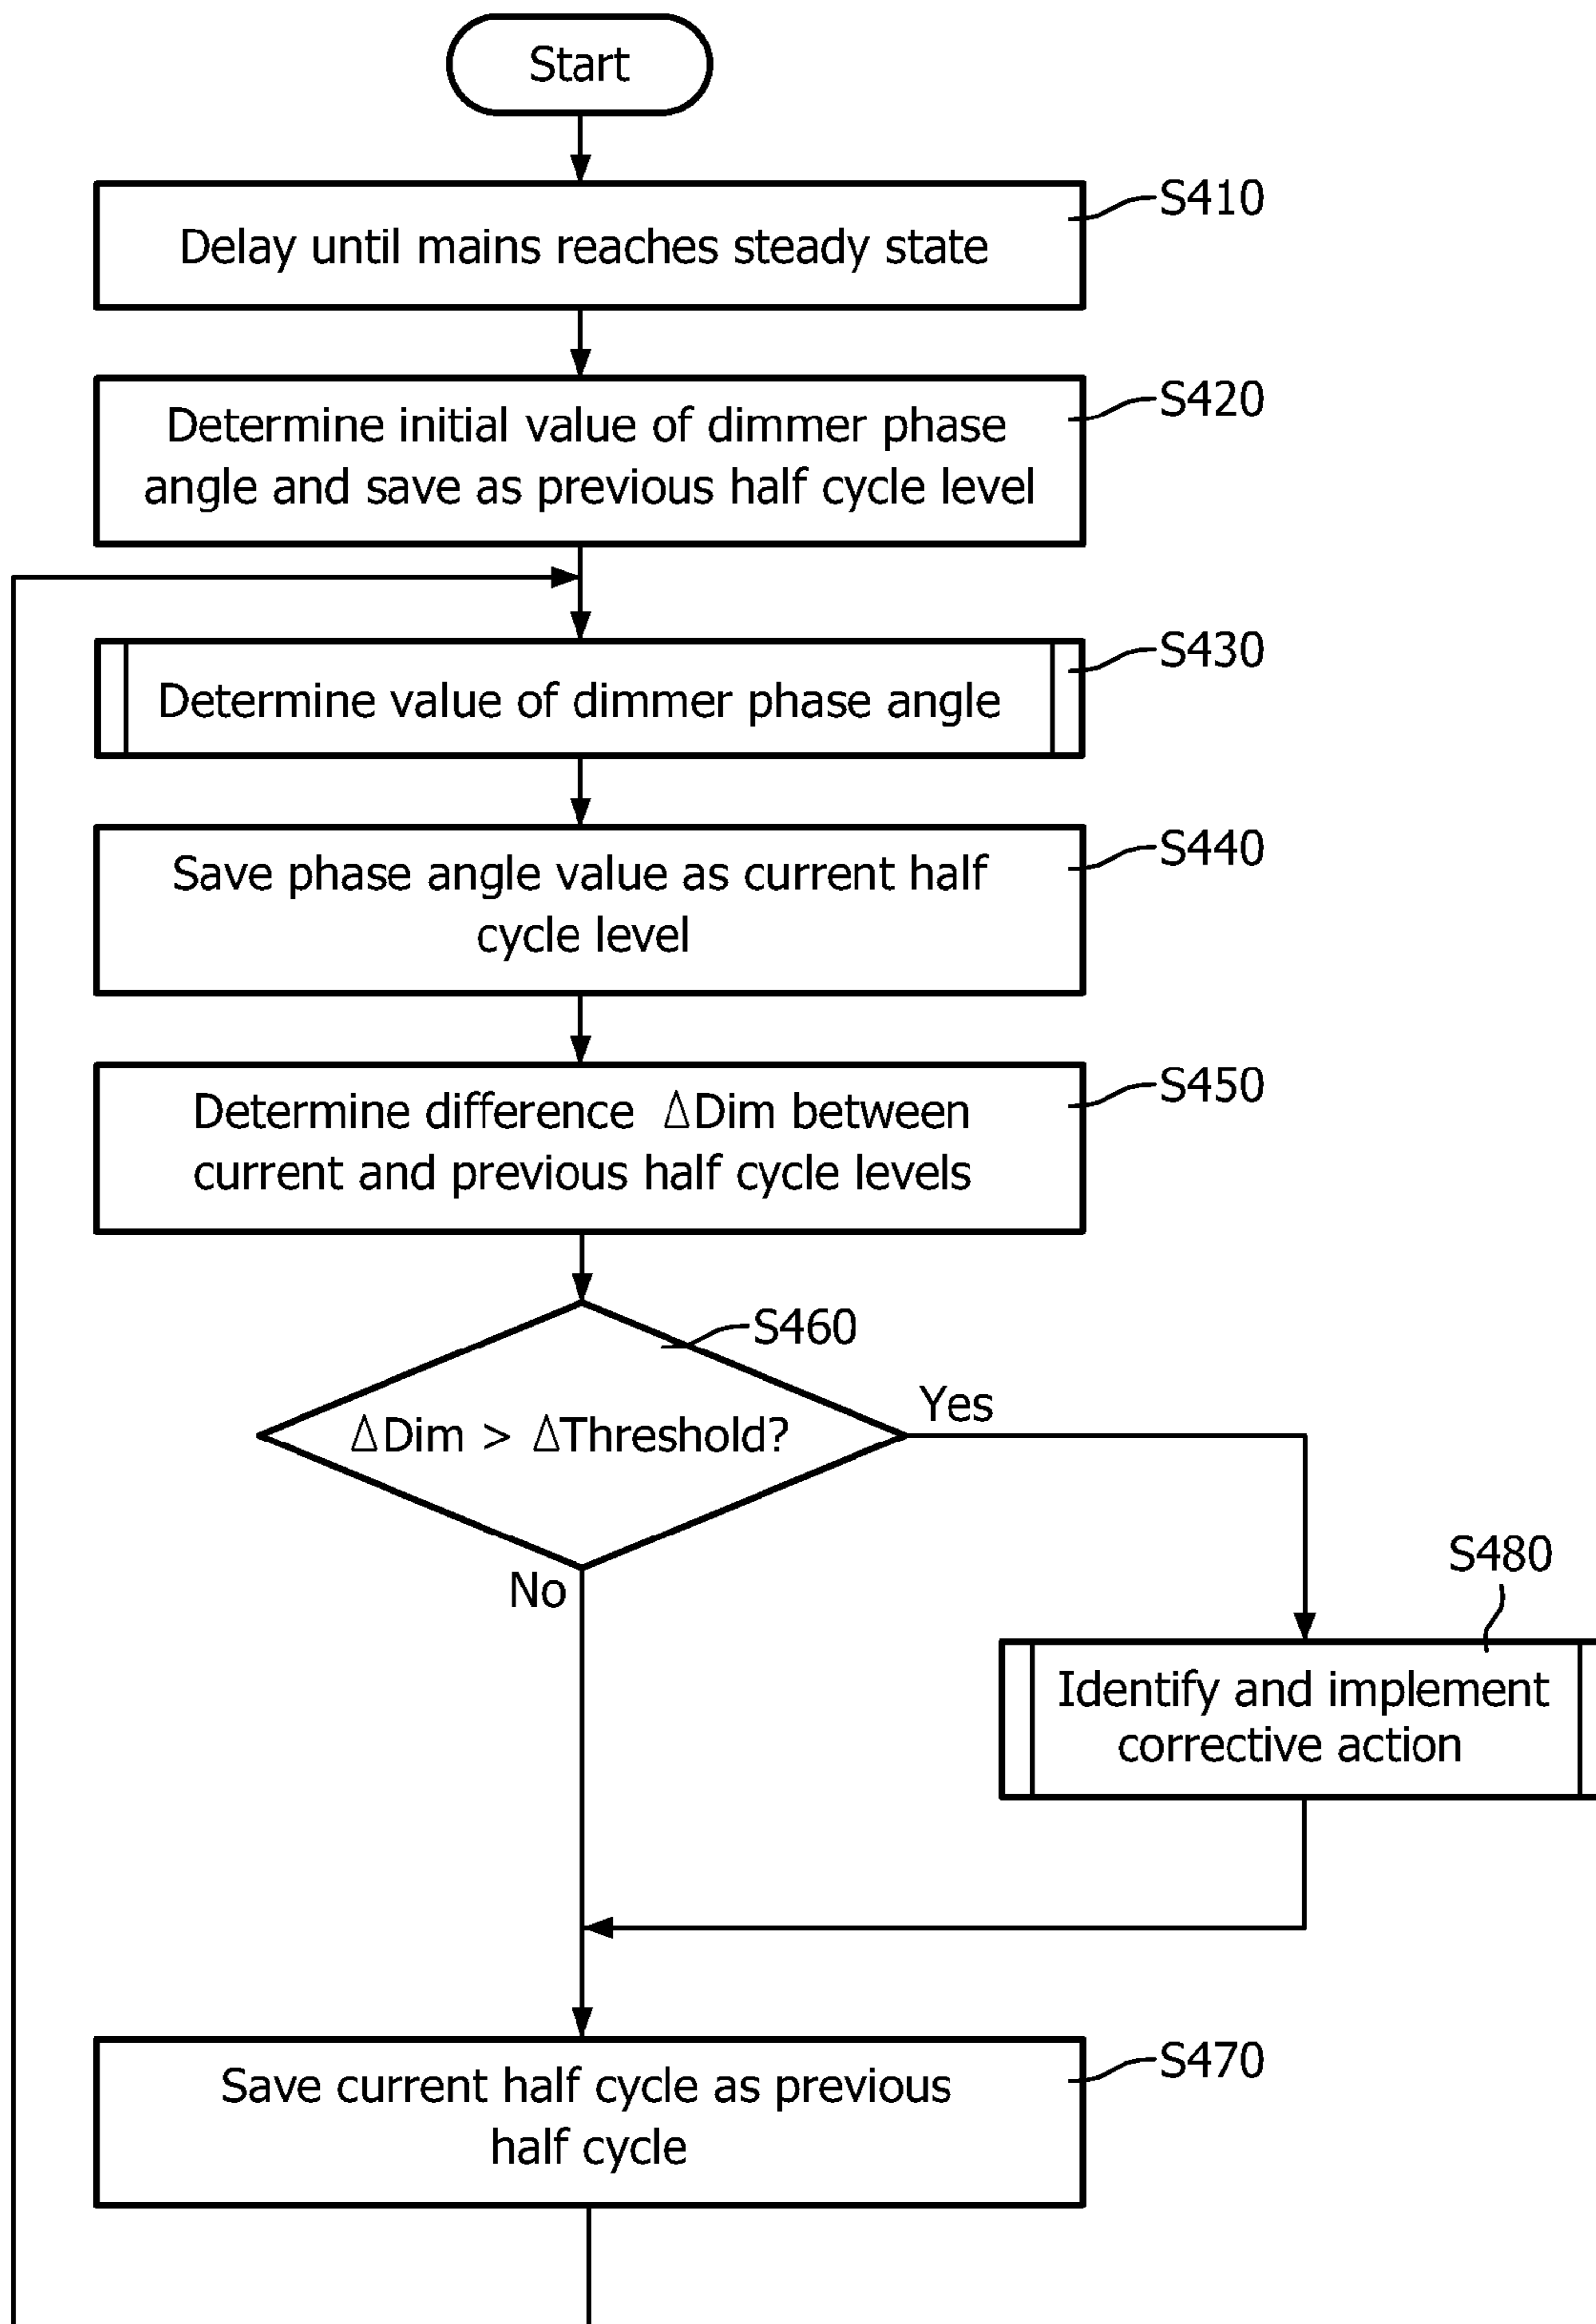 Start
S410
Delay until mains reaches steady state
S420
Determine initial value of dimmer phase
angle and save as previous half cycle level
S430
Determine value of dimmer phase angle
S440
Save phase angle value as current half
cycle level
S450
Determine difference ΔDim between
current and previous half cycle levels
S460
ΔDim > ΔThreshold?
Yes
No
S480
Identify and implement
corrective action
S470
Save current half cycle as previous
half cycle